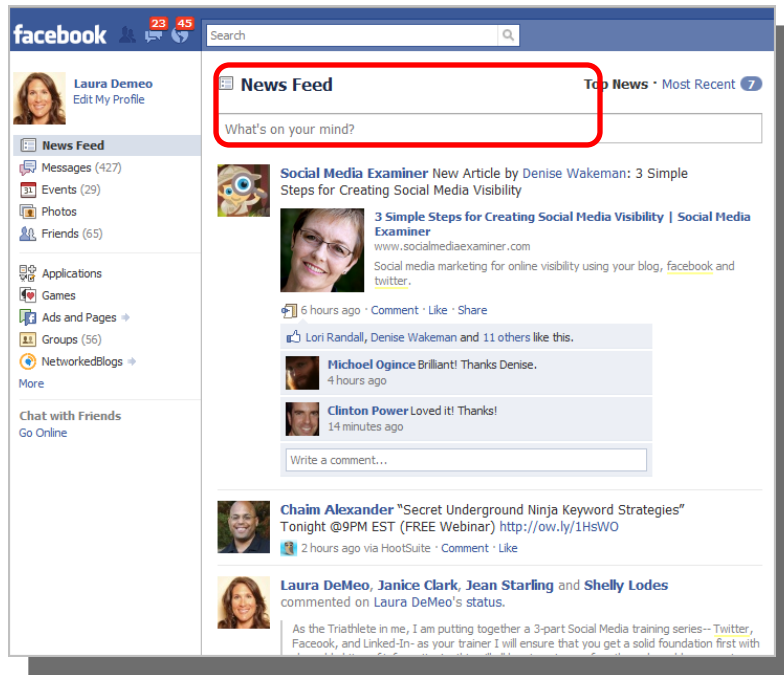 facebook
23
45
Search
Laura Demeo
Edit My Profile
News Feed
Messages (427)
31 Events (29)
Photos
Friends (65)
Applications
Games
Ads and Pages
Groups (56)
NetworkedBlogs
More
Chat with Friends
Go Online
News Feed
Top News · Most Recent 7
What's on your mind?
Social Media Examiner New Article by Denise Wakeman: 3 Simple
Steps for Creating Social Media Visibility
3 Simple Steps for Creating Social Media Visibility | Social Media
Examiner
www.socialmediaexaminer.com
Social media marketing for online visibility using your blog, facebook and
twitter.
6 hours ago · Comment · Like · Share
Lori Randall, Denise Wakeman and 11 others like this.
Michoel Ogince Brilliant! Thanks Denise.
4 hours ago
Clinton Power Loved it! Thanks!
14 minutes ago
Write a comment...
Chaim Alexander “Secret Underground Ninja Keyword Strategies”
Tonight @9PM EST (FREE Webinar) http://ow.ly/1HsWO
2 hours ago via HootSuite · Comment · Like
Laura DeMeo, Janice Clark, Jean Starling and Shelly Lodes
commented on Laura DeMeo's status.
As the Triathlete in me, I am putting together a 3-part Social Media training series-- Twitter,
Faceook, and Linked-In- as your trainer I will ensure that you get a solid foundation first with